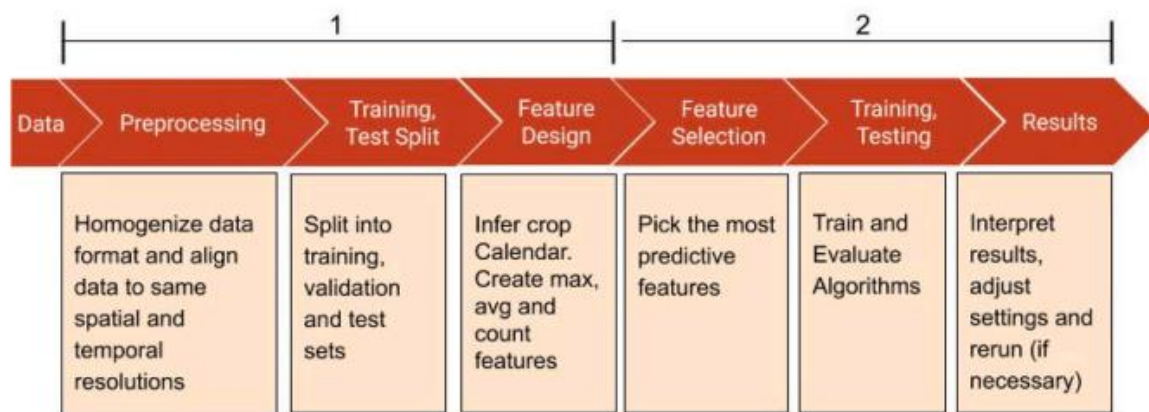 1
2
Data
Preprocessing
Training,
Test Split
Feature
Design
Feature
Selection
Training,
Testing
Results
Homogenize data
format and align
data to same
spatial and
temporal
resolutions
Split into
training,
validation
and test
sets
Infer crop
Calendar.
Create max,
avg and
count
features
Pick the most
predictive
features
Train and
Evaluate
Algorithms
Interpret
results,
adjust
settings and
rerun (if
necessary)